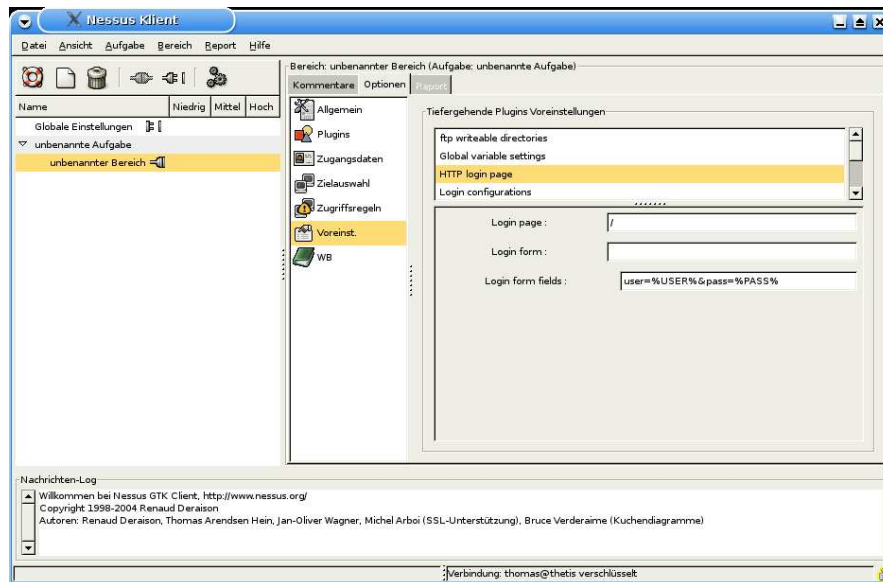 Nessus Klient
Datei Ansicht Aufgabe Bereich Report Hilfe
Bereich: unbenannter Bereich (Aufgabe: unbenannte Aufgabe)
Kommentare Optionen Report
Name Niedrig Mittel Hoch
Globale Einstellungen
unbenannte Aufgabe
unbenannter Bereich
Allgemein
Plugins
Zugangsdaten
Zielauswahl
Zugriffsregeln
Voreinst.
WB
Tiefergehende Plugins Voreinstellungen
ftp writeable directories
Global variable settings
HTTP login page
Login configurations
Login page : /
Login form :
Login form fields : user=%USER%&pass=%PASS%
Nachrichten-Log
Willkommen bei Nessus GTK Client, http://www.nessus.org/
Copyright 1998-2004 Renaud Deraison
Autoren: Renaud Deraison, Thomas Arendsen Hein, Jan-Oliver Wagner, Michel Arboi (SSL-Unterstützung), Bruce Verderaime (Kuchendiagramme)
Verbindung: thomas@thetis verschlüsselt